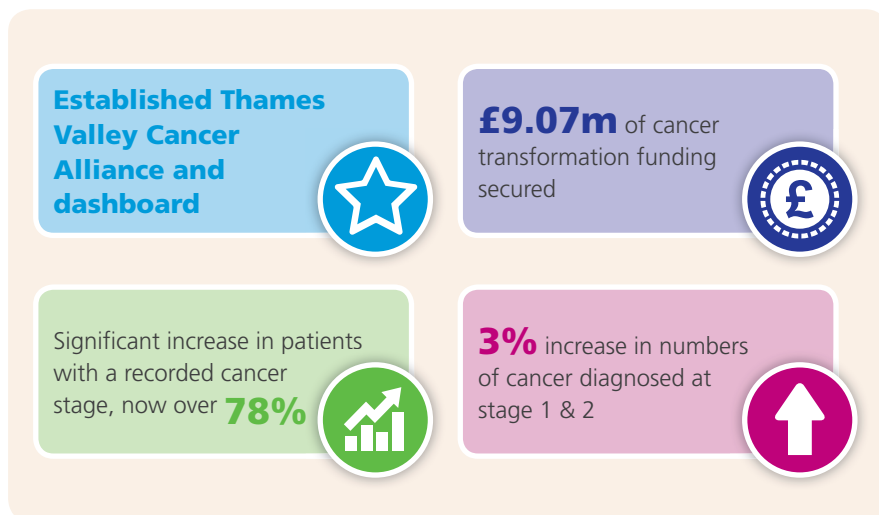 Established Thames
Valley Cancer
Alliance and
dashboard
£9.07m of cancer
transformation funding
secured
£
Significant increase in patients
with a recorded cancer
stage, now over 78%
3% increase in numbers
of cancer diagnosed at
stage 1 & 2